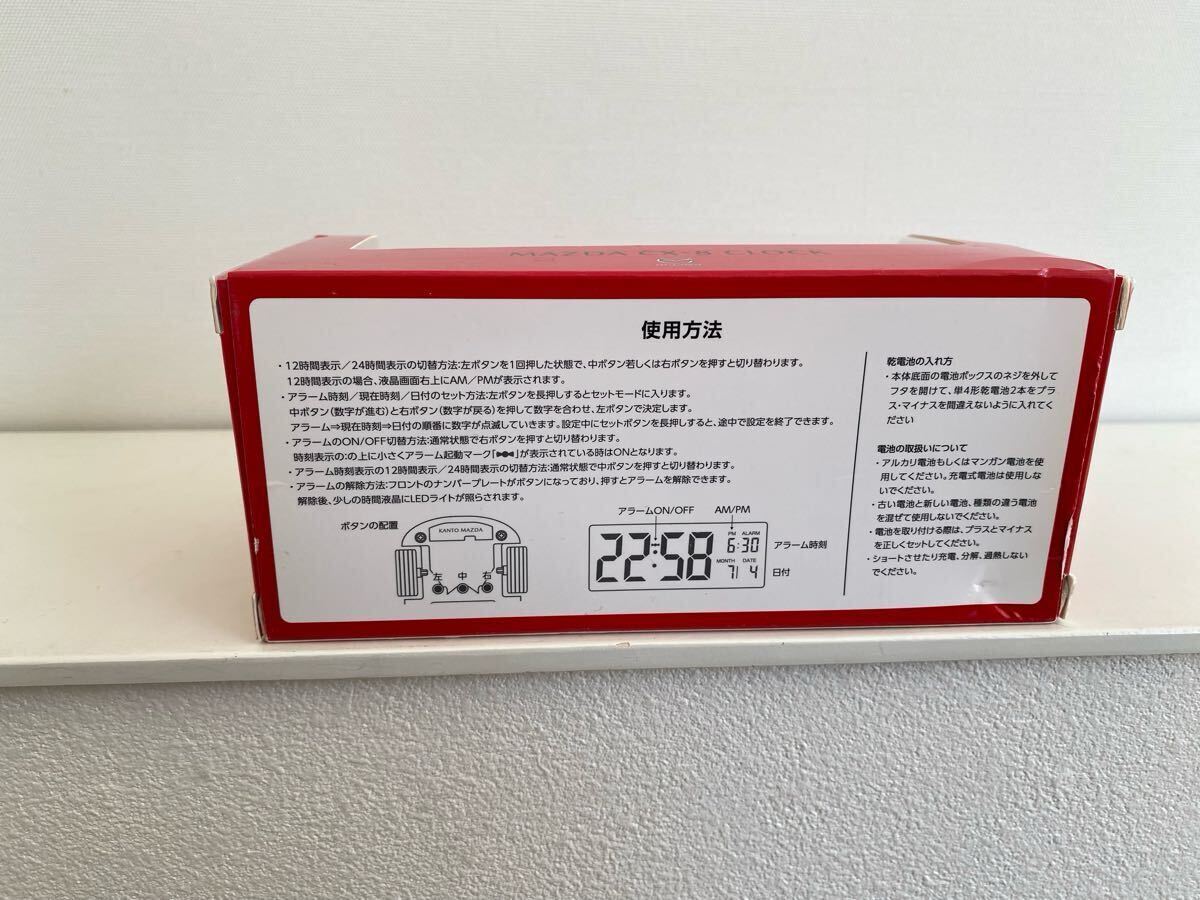 MAZDA CX-8 CLOCK
使用方法
・12時間表示／24時間表示の切替方法:左ボタンを1回押した状態で、中ボタン若しくは右ボタンを押すと切り替わります。
12時間表示の場合、液晶画面右上にAM／PMが表示されます。
・アラーム時刻／現在時刻／日付のセット方法:左ボタンを長押しするとセットモードに入ります。
中ボタン(数字が進む)と右ボタン(数字が戻る)を押して数字を合わせ、左ボタンで決定します。
アラーム⇒現在時刻⇒日付の順番に数字が点滅していきます。設定中にセットボタンを長押しすると、途中で設定を終了できます。
・アラームのON/OFF切替方法:通常状態で右ボタンを押すと切り替わります。
時刻表示の:の上に小さくアラーム起動マーク「」が表示されている時はONとなります。
・アラーム時刻表示の12時間表示／24時間表示の切替方法:通常状態で中ボタンを押すと切り替わります。
・アラームの解除方法:フロントのナンバープレートがボタンになっており、押すとアラームを解除できます。
解除後、少しの時間液晶にLEDライトが照らされます。
ボタンの配置
KANTO MAZDA
左 中 右
アラームON/OFF AM/PM
22:58
PM ALARM
6:30
MONTH DATE
7/ 4
アラーム時刻
日付
乾電池の入れ方
・本体底面の電池ボックスのネジを外して
フタを開けて、単4形乾電池2本をプラ
ス・マイナスを間違えないように入れてく
ださい
電池の取扱いについて
・アルカリ電池もしくはマンガン電池を使
用してください。充電式電池は使用しな
いでください。
・古い電池と新しい電池、種類の違う電池
を混ぜて使用しないでください。
・電池を取り付ける際は、プラスとマイナス
を正しくセットしてください。
・ショートさせたり充電、分解、過熱しない
でください。